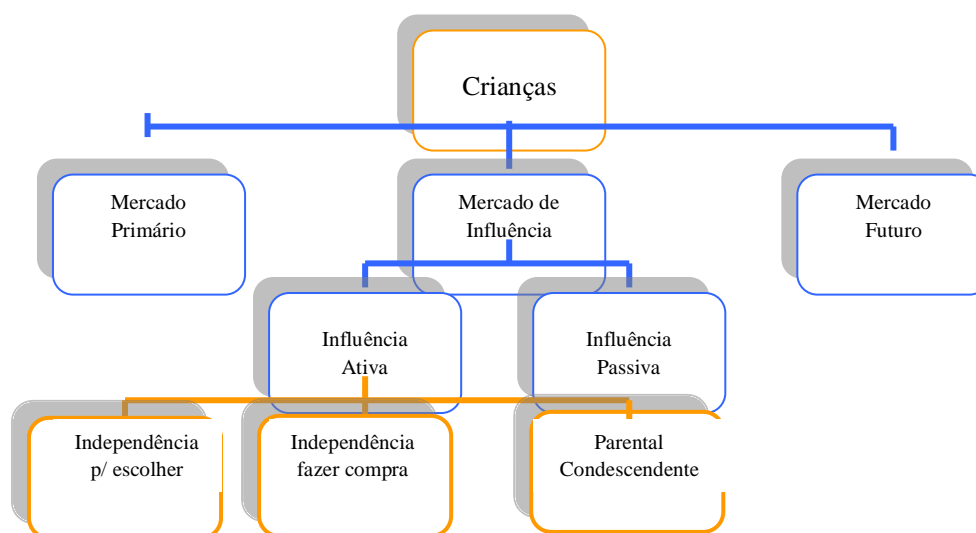 Crianças
Mercado
Primário
Mercado de
Influência
Mercado
Futuro
Influência
Ativa
Influência
Passiva
Independência
p/ escolher
Independência
fazer compra
Parental
Condescendente